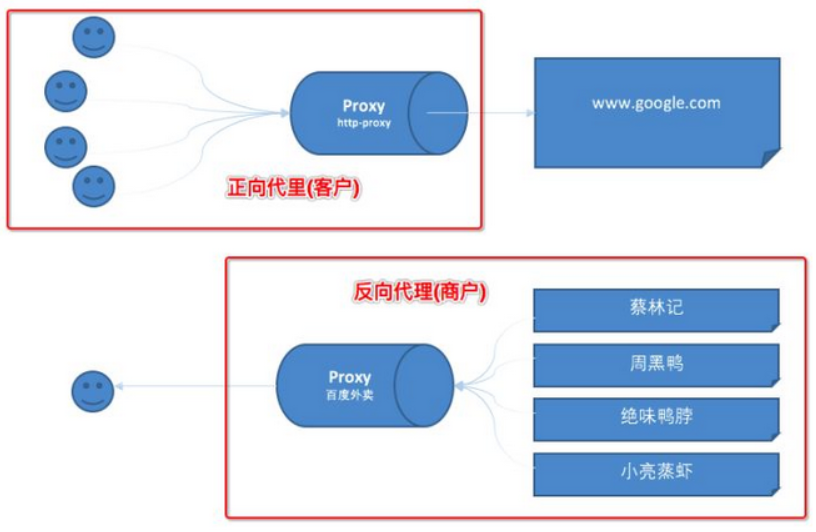 Proxy
http-proxy
www.google.com
正向代里(客户)
反向代理(商户)
蔡林记
Proxy
百度外卖
周黑鸭
绝味鸭脖
小亮蒸虾